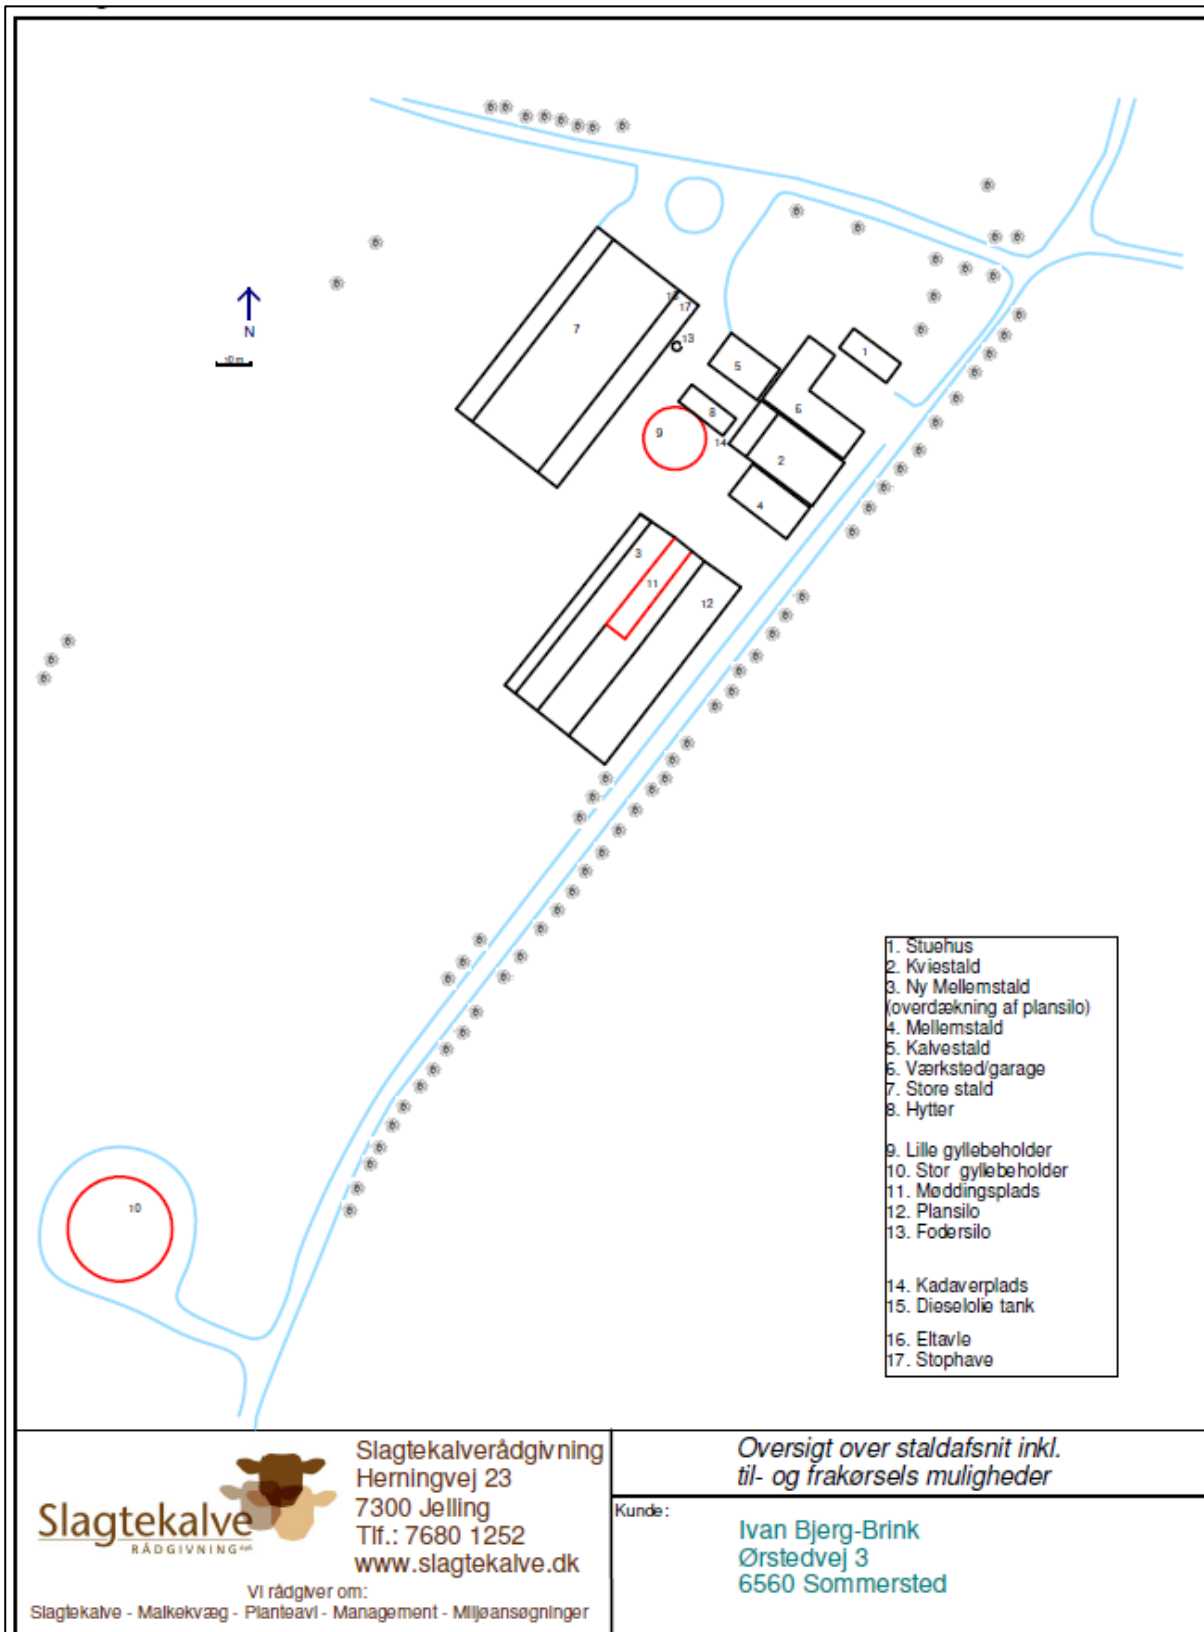 N
10 m
7
17
13
5
1
6
8
9
14
2
4
3
11
12
10
1. Stuehus
2. Kviestald
3. Ny Mellemstald
(overdækning af plansilo)
4. Mellemstald
5. Kalvestald
6. Værksted/garage
7. Store stald
8. Hytter
9. Lille gyllebeholder
10. Stor gyllebeholder
11. Møddingsplads
12. Plansilo
13. Fodersilo
14. Kadaverplads
15. Dieselolie tank
16. Eltavle
17. Stophave
Slagtekalve
RÅDGIVNING ApS
Slagtekalverådgivning
Herningvej 23
7300 Jelling
Tlf.: 7680 1252
www.slagtekalve.dk
Vi rådgiver om:
Slagtekalve - Malkekvæg - Planteavl - Management - Miljøansøgninger
Oversigt over staldafsnit inkl.
til- og frakørsels muligheder
Kunde:
Ivan Bjerg-Brink
Ørstedvej 3
6560 Sommersted